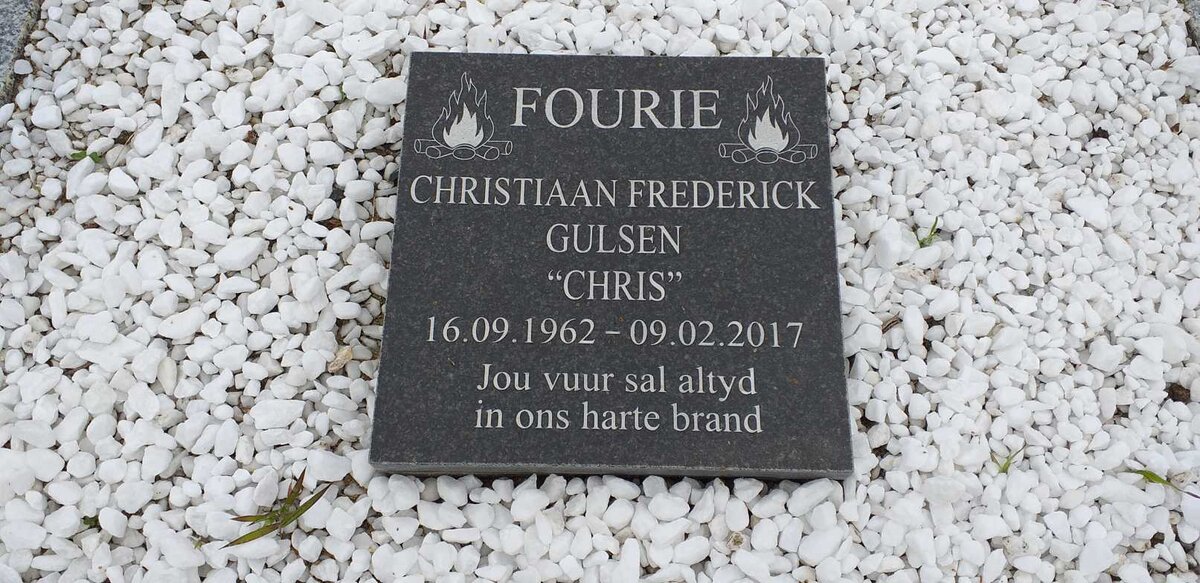 FOURIE
CHRISTIAAN FREDERICK
GULSEN
“CHRIS”
16.09.1962 – 09.02.2017
Jou vuur sal altyd
in ons harte brand